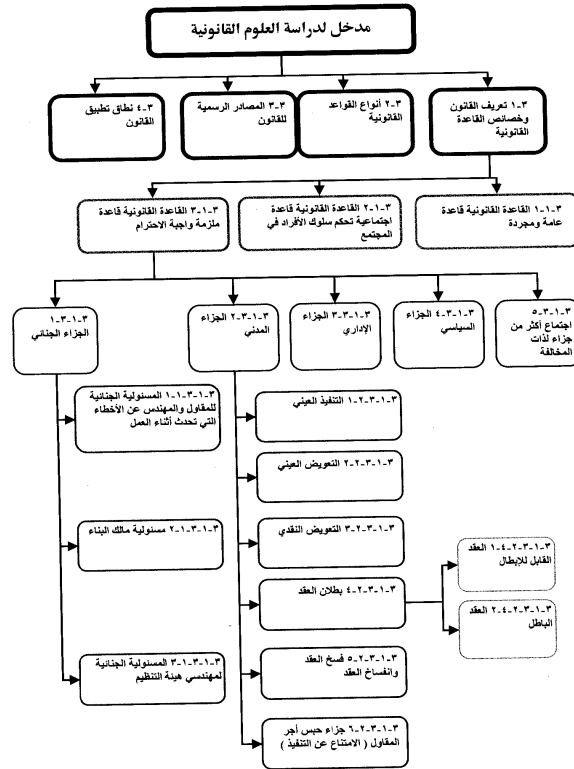 مدخل لدراسة العلوم القانونية
٣-١ تعريف القانون
وخصائص القاعدة
القانونية
٣-٢ أنواع القواعد
القانونية
٣-٣ المصادر الرسمية
للقانون
٣-٤ نطاق تطبيق
القانون
٣-١-١ القاعدة القانونية قاعدة
عامة ومجردة
٣-١-٢ القاعدة القانونية قاعدة
اجتماعية تحكم سلوك الأفراد في
المجتمع
٣-١-٣ القاعدة القانونية قاعدة
ملزمة واجبة الاحترام
٣-١-٣-٥
اجتماع أكثر من
جزاء لذات
المخالفة
٣-١-٣-٤ الجزاء
السياسي
٣-١-٣-٣ الجزاء
الإداري
٣-١-٣-٢ الجزاء
المدني
٣-١-٣-١
الجزاء الجنائي
٣-١-٣-١-١ المسئولية الجنائية
للمقاول والمهندس عن الأخطاء
التي تحدث أثناء العمل
٣-١-٣-١-٢ مسئولية مالك البناء
٣-١-٣-١-٣ المسئولية الجنائية
لمهندسي هيئة التنظيم
٣-١-٣-٢-١ التنفيذ العيني
٣-١-٣-٢-٢ التعويض العيني
٣-١-٣-٢-٣ التعويض النقدي
٣-١-٣-٢-٤ بطلان العقد
٣-١-٣-٢-٤-١ العقد
القابل للإبطال
٣-١-٣-٢-٤-٢ العقد
الباطل
٣-١-٣-٢-٥ فسخ العقد
وانفساخ العقد
٣-١-٣-٢-٦ جزاء حبس أجر
المقاول ( الامتناع عن التنفيذ )